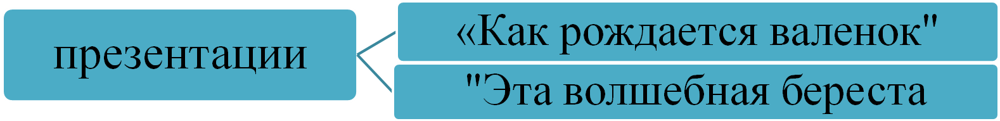 презентации
«Как рождается валенок"
"Эта волшебная береста